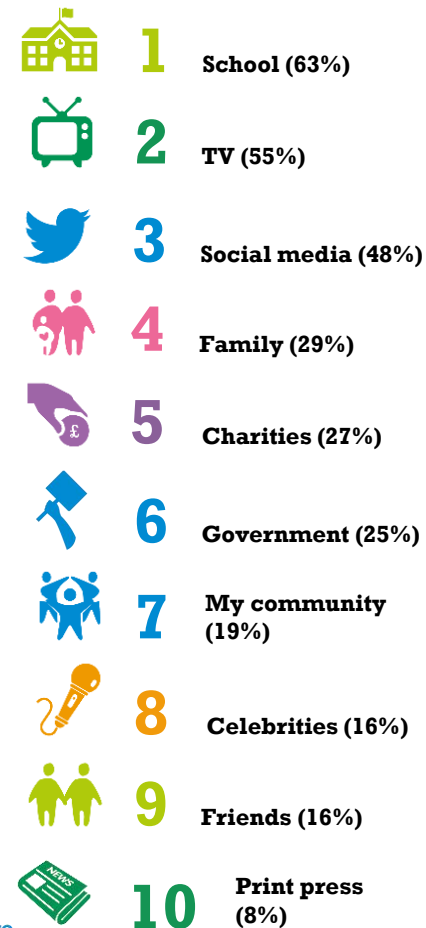 1 School (63%)
2 TV (55%)
3 Social media (48%)
4 Family (29%)
£
5 Charities (27%)
6 Government (25%)
7 My community
(19%)
8 Celebrities (16%)
9 Friends (16%)
NEWS
10 Print press
(8%)